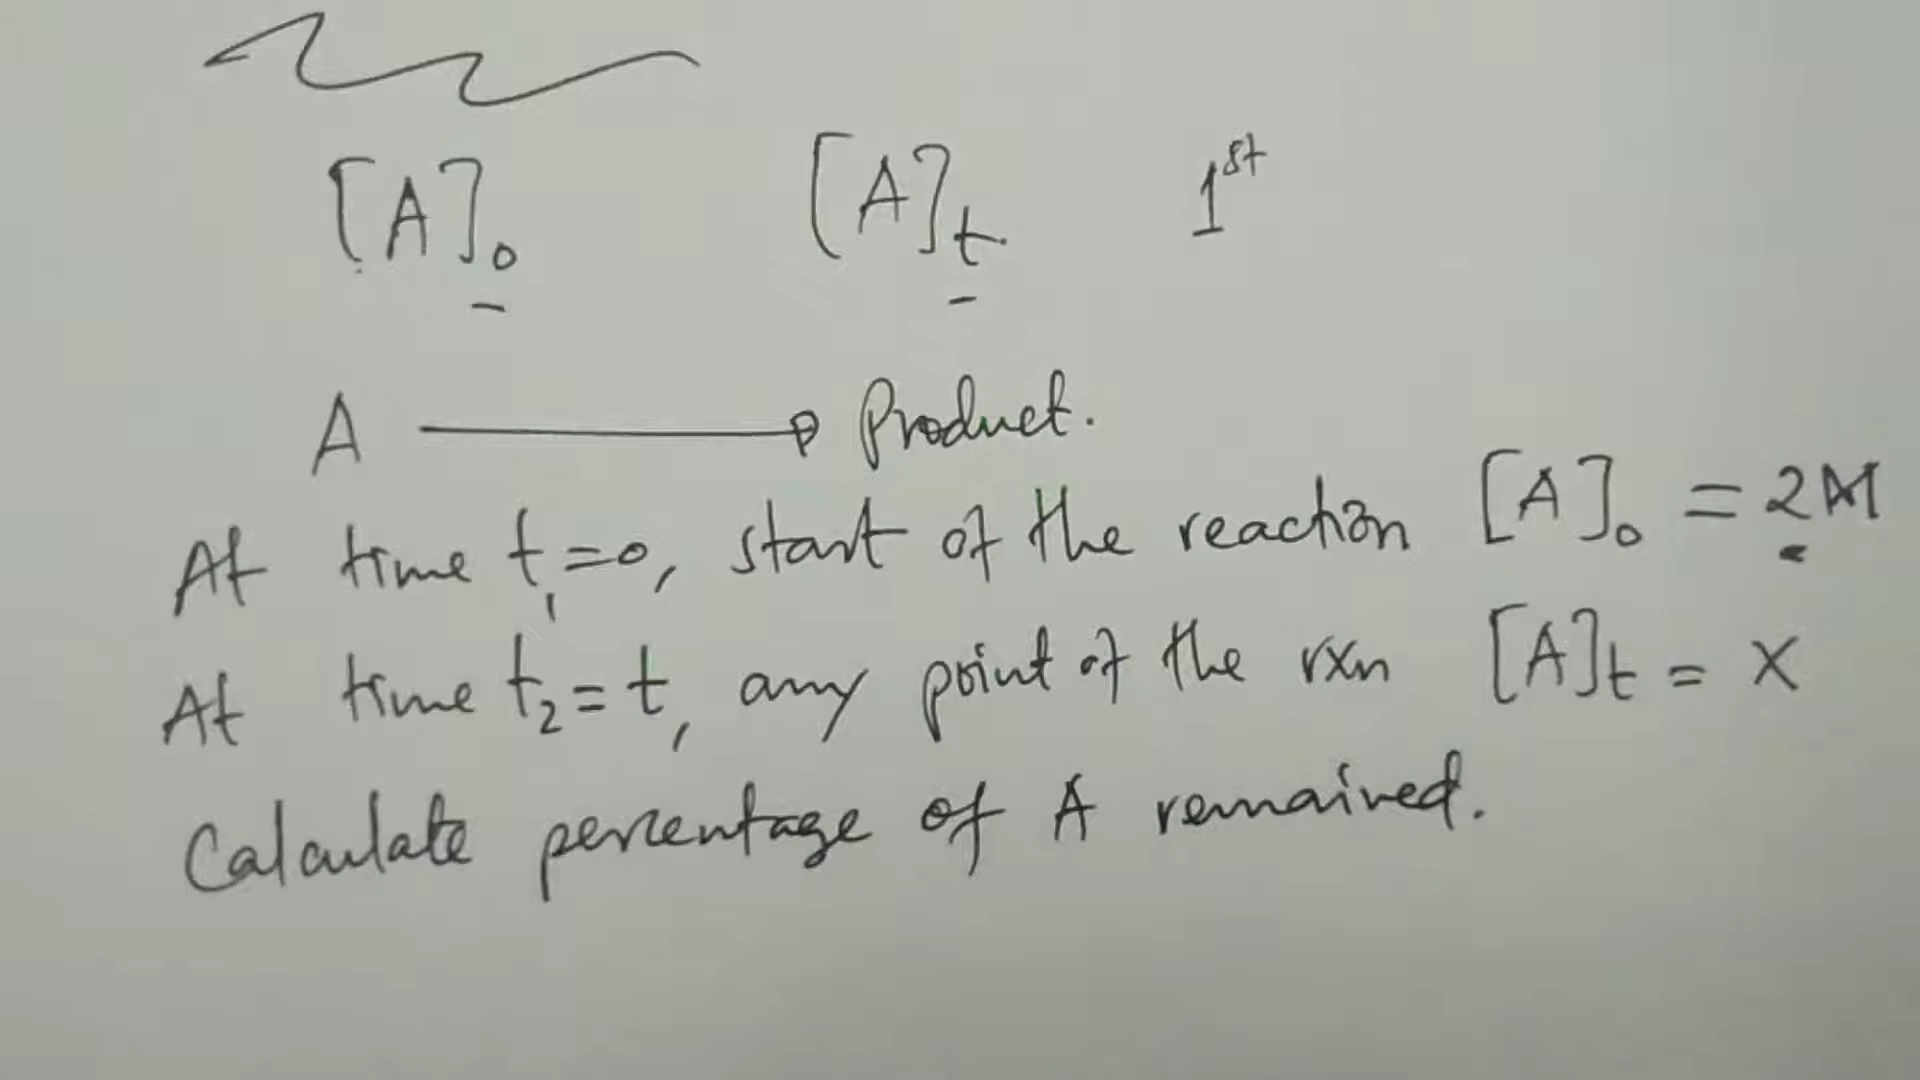 [A]₀ [A]t 1st
A → Product.
At time t₁=0, start of the reaction [A]₀ = 2M
At time t₂=t, any point of the rxn [A]t = X
Calculate percentage of A remained.